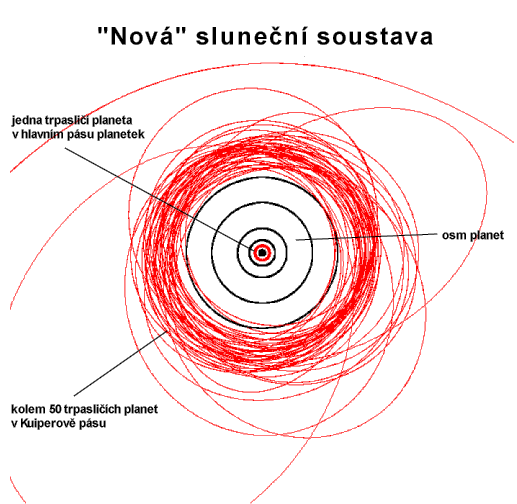 "Nová" sluneční soustava
jedna trpasličí planeta
v hlavním pásu planetek
osm planet
kolem 50 trpasličích planet
v Kuiperově pásu